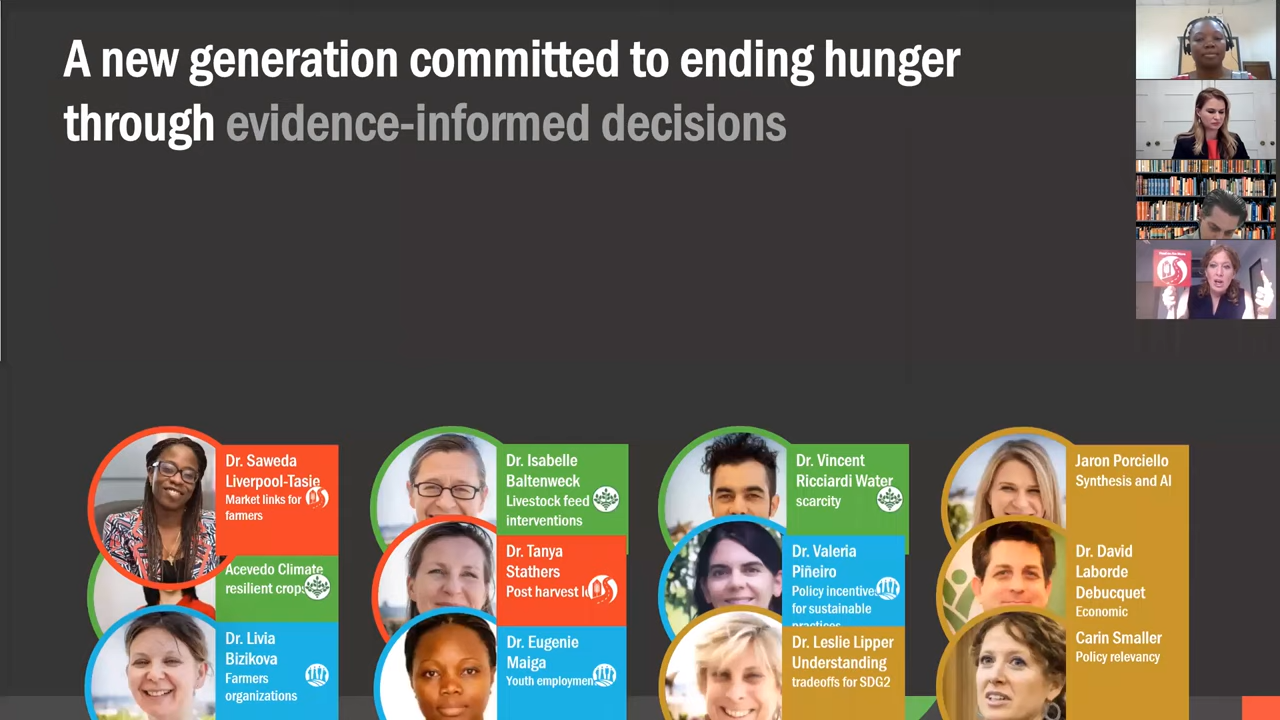 A new generation committed to ending hunger
through evidence-informed decisions
Dr. Saweda
Liverpool-Tasie
Market links for
farmers
Acevedo Climate
resilient crops
Dr. Livia
Bizikova
Farmers
organizations
Dr. Isabelle
Baltenweck
Livestock feed
interventions
Dr. Tanya
Stathers
Post harvest
Dr. Eugenie
Maiga
Youth employmen
Dr. Vincent
Ricciardi Water
scarcity
Dr. Valeria
Piñeiro
Policy incentive
for sustainable
practices
Dr. Leslie Lipper
Understanding
tradeoffs for SDG2
Jaron Porciello
Synthesis and AI
Dr. David
Laborde
Debucquet
Economic
Carin Smaller
Policy relevancy